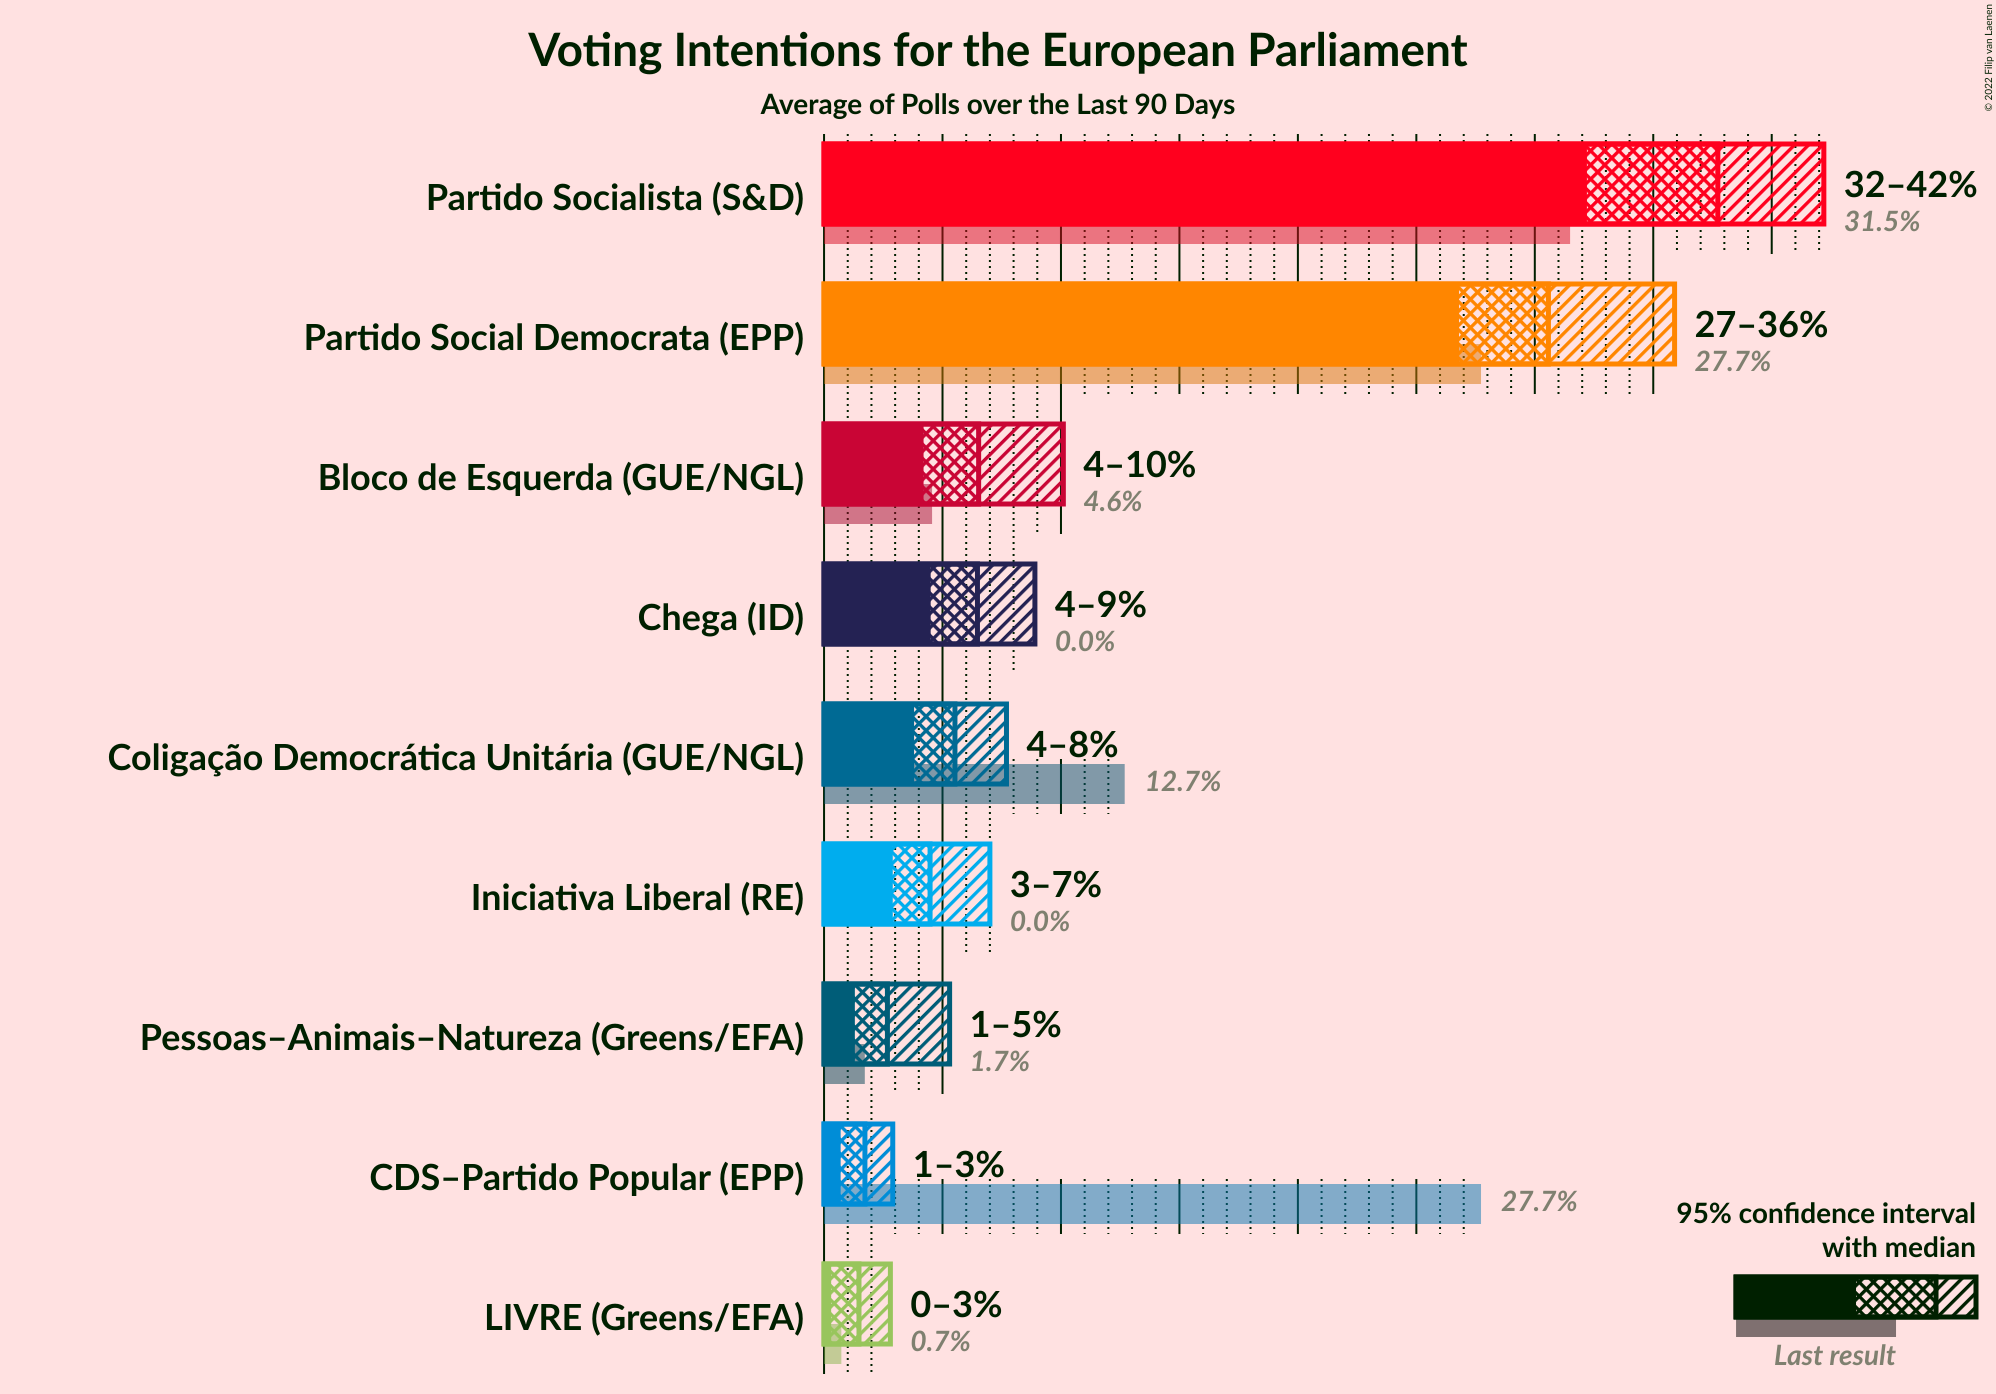 Voting Intentions for the European Parliament
Average of Polls over the Last 90 Days
© 2022 Filip van Laenen
Partido Socialista (S&D)
32–42%
31.5%
Partido Social Democrata (EPP)
27–36%
27.7%
Bloco de Esquerda (GUE/NGL)
4–10%
4.6%
Chega (ID)
4–9%
0.0%
Coligação Democrática Unitária (GUE/NGL)
4–8%
12.7%
Iniciativa Liberal (RE)
3–7%
0.0%
Pessoas–Animais–Natureza (Greens/EFA)
1–5%
1.7%
CDS–Partido Popular (EPP)
1–3%
27.7%
LIVRE (Greens/EFA)
0–3%
0.7%
95% confidence interval
with median
Last result